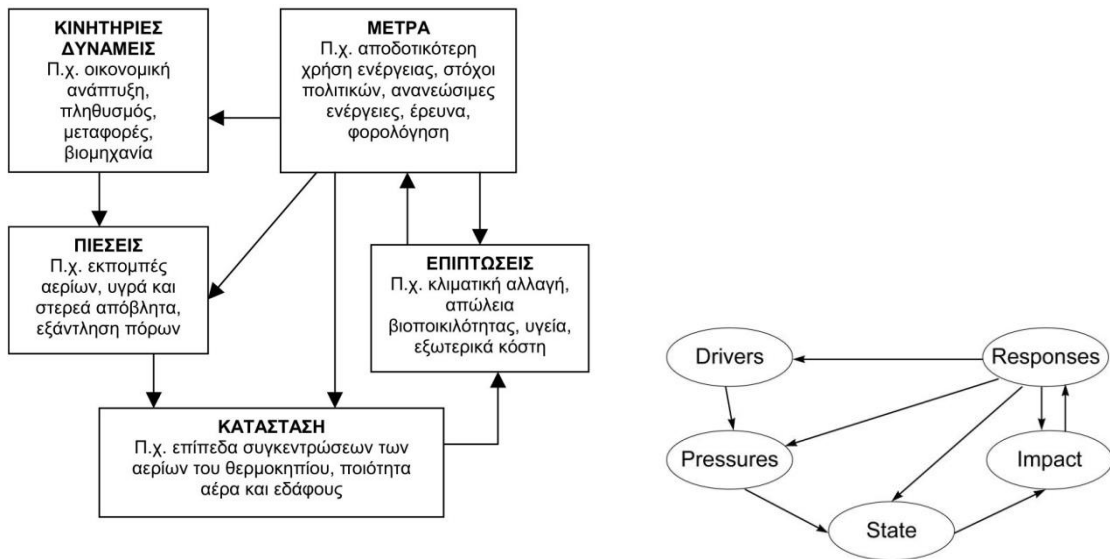 ΚΙΝΗΤΗΡΙΕΣ
ΔΥΝΑΜΕΙΣ
Π.χ. οικονομική
ανάπτυξη,
πληθυσμός,
μεταφορές,
βιομηχανία
ΜΕΤΡΑ
Π.χ. αποδοτικότερη
χρήση ενέργειας, στόχοι
πολιτικών, ανανεώσιμες
ενέργειες, έρευνα,
φορολόγηση
ΠΙΕΣΕΙΣ
Π.χ. εκπομπές
αερίων, υγρά και
στερεά απόβλητα,
εξάντληση πόρων
ΕΠΙΠΤΩΣΕΙΣ
Π.χ. κλιματική αλλαγή,
απώλεια
βιοποικιλότητας, υγεία,
εξωτερικά κόστη
ΚΑΤΑΣΤΑΣΗ
Π.χ. επίπεδα συγκεντρώσεων των
αερίων του θερμοκηπίου, ποιότητα
αέρα και εδάφους
Drivers
Responses
Pressures
Impact
State